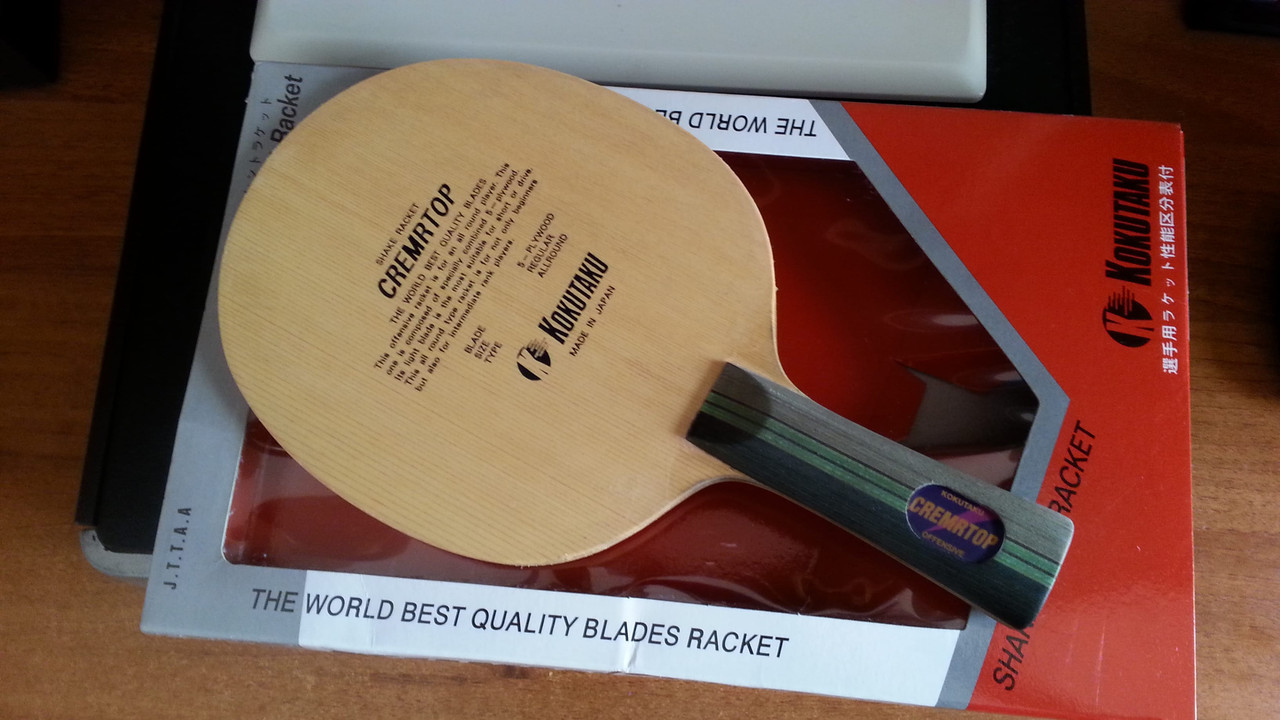 SHAKE RACKET
CREMRTOP
THE WORLD BEST QUALITY BLADES
This offensive racket is for an all round player. This
one is composed of specially combined 5-plywood.
Its light blade is the most suitable for short or drive.
This all round type racket is for not only beginners
but also for intermediate rank players.
BLADE 5-PLYWOOD
SIZE REGULAR
TYPE ALLROUND
KOKUTAKU
MADE IN JAPAN
KOKUTAKU
CREMRTOP
OFFENSIVE
THE WORLD BEST QUALITY BLADES RACKET
THE WORLD
J.T.T.A.A
Racket
KOKUTAKU
選手用ラケット性能区分表付
RACKET